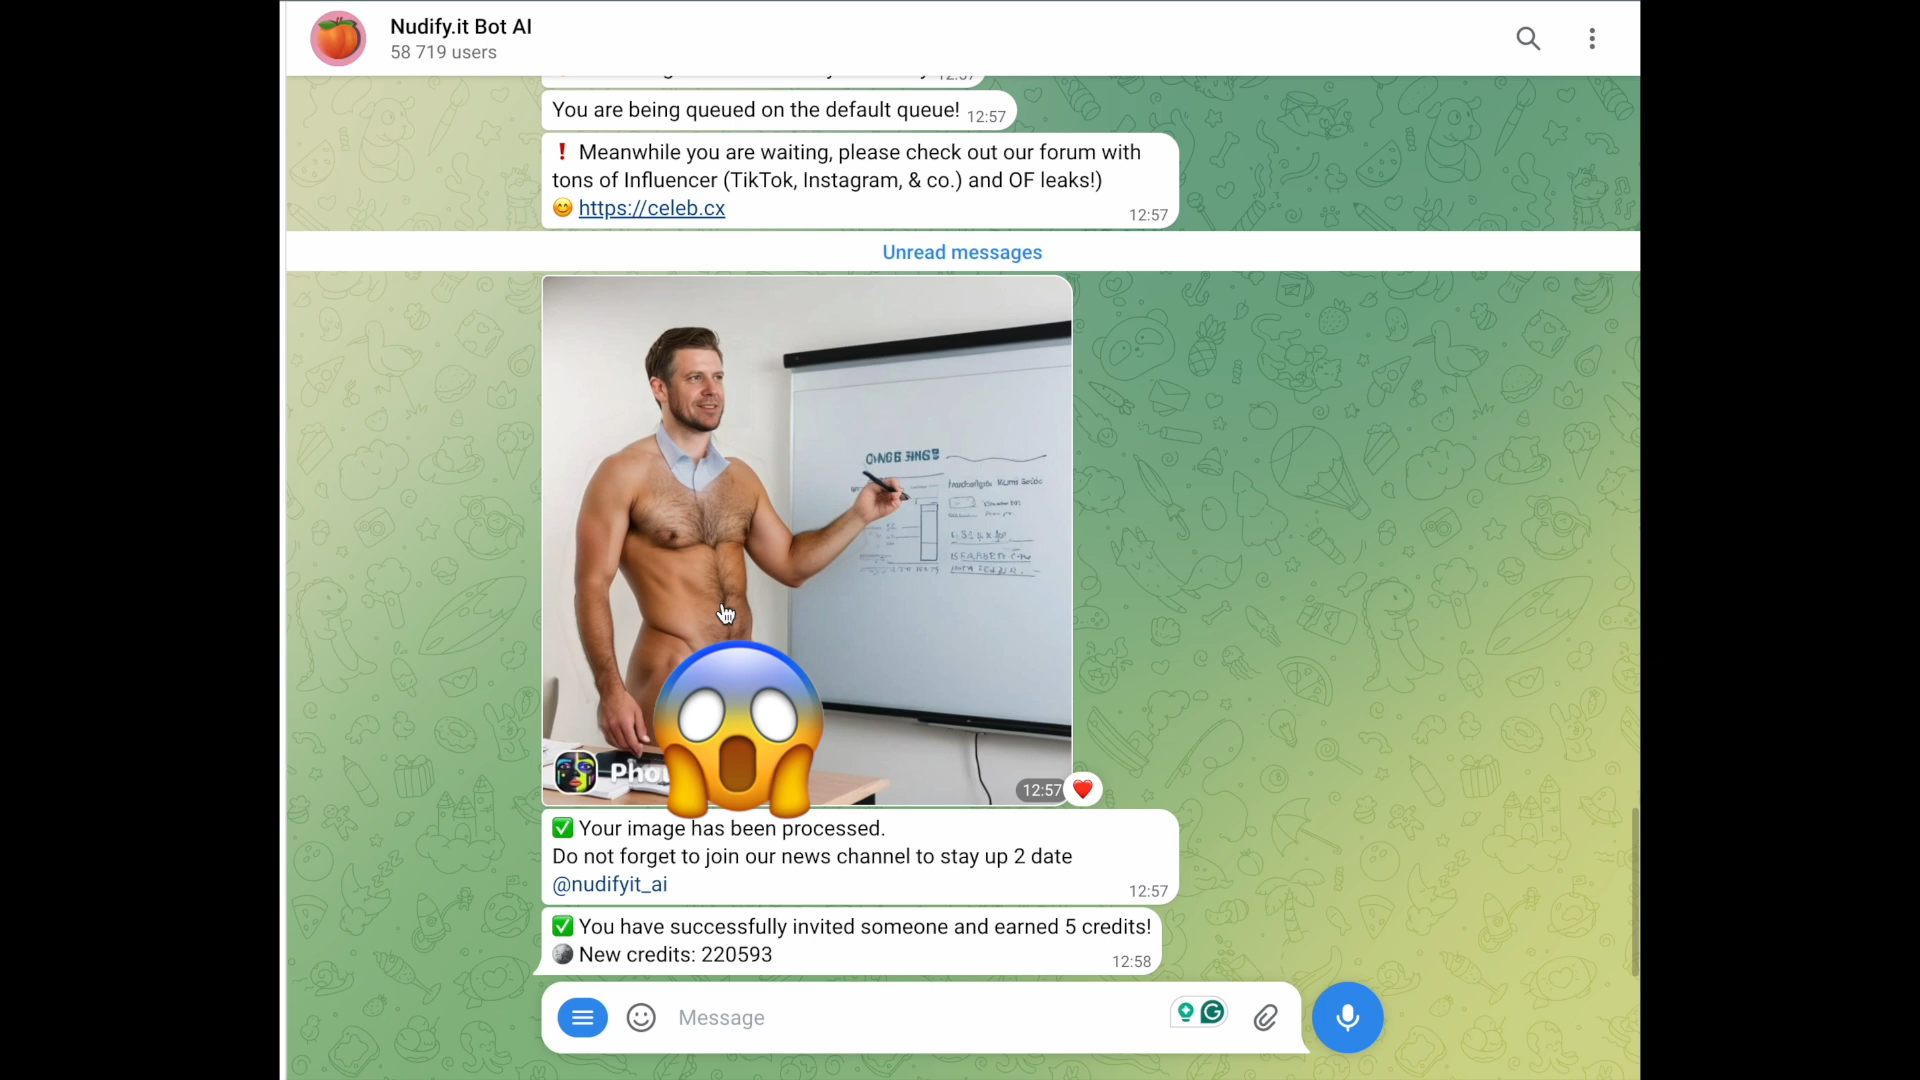 Nudify.it Bot AI
58 719 users
12:57
You are being queued on the default queue! 12:57
❗ Meanwhile you are waiting, please check out our forum with
tons of Influencer (TikTok, Instagram, & co.) and OF leaks!)
😊 https://celeb.cx 12:57
Unread messages
12:57
✅ Your image has been processed.
Do not forget to join our news channel to stay up 2 date
@nudifyit_ai 12:57
✅ You have successfully invited someone and earned 5 credits!
🌚 New credits: 220593 12:58
Message